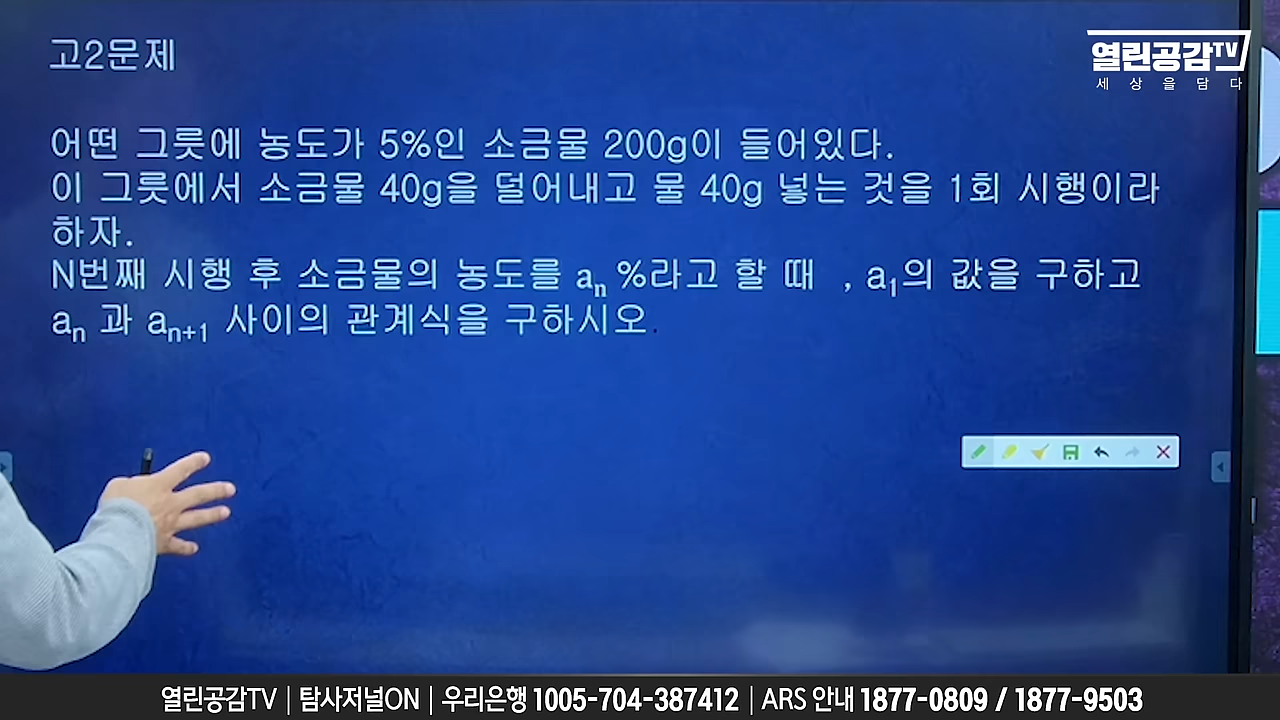 고2문제
열린공감TV
세상을담다
어떤 그릇에 농도가 5%인 소금물 200g이 들어있다.
이 그릇에서 소금물 40g을 덜어내고 물 40g 넣는 것을 1회 시행이라
하자.
N번째 시행 후 소금물의 농도를 aₙ %라고 할 때 , a₁의 값을 구하고
aₙ 과 aₙ₊₁ 사이의 관계식을 구하시오.
열린공감TV | 탐사저널ON | 우리은행 1005-704-387412 | ARS 안내 1877-0809 / 1877-9503